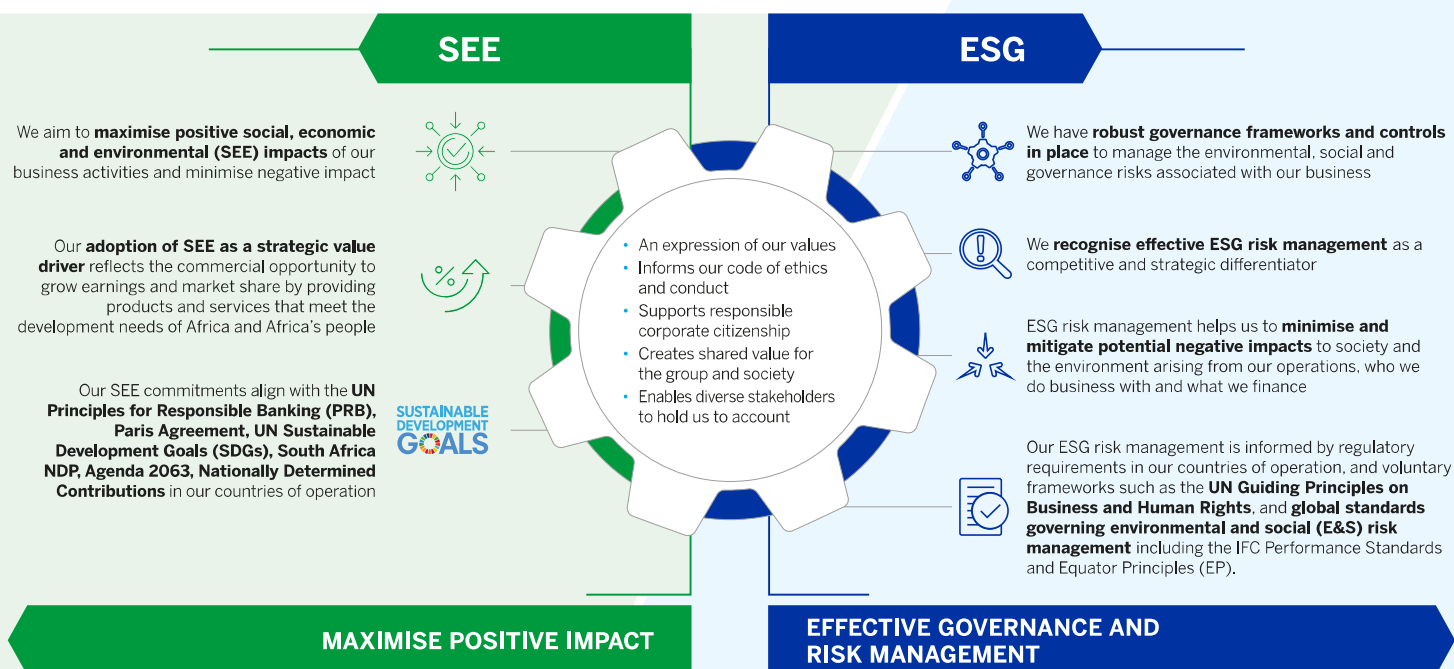 SEE
We aim to maximise positive social, economic
and environmental (SEE) impacts of our
business activities and minimise negative impact
Our adoption of SEE as a strategic value
driver reflects the commercial opportunity to
grow earnings and market share by providing
products and services that meet the
development needs of Africa and Africa's people
Our SEE commitments align with the UN
Principles for Responsible Banking (PRB),
Paris Agreement, UN Sustainable
Development Goals (SDGs), South Africa
NDP, Agenda 2063, Nationally Determined
Contributions in our countries of operation
SUSTAINABLE
DEVELOPMENT
GOALS
• An expression of our values
• Informs our code of ethics
and conduct
• Supports responsible
corporate citizenship
• Creates shared value for
the group and society
• Enables diverse stakeholders
to hold us to account
ESG
We have robust governance frameworks and controls
in place to manage the environmental, social and
governance risks associated with our business
We recognise effective ESG risk management as a
competitive and strategic differentiator
ESG risk management helps us to minimise and
mitigate potential negative impacts to society and
the environment arising from our operations, who we
do business with and what we finance
Our ESG risk management is informed by regulatory
requirements in our countries of operation, and voluntary
frameworks such as the UN Guiding Principles on
Business and Human Rights, and global standards
governing environmental and social (E&S) risk
management including the IFC Performance Standards
and Equator Principles (EP).
MAXIMISE POSITIVE IMPACT
EFFECTIVE GOVERNANCE AND
RISK MANAGEMENT